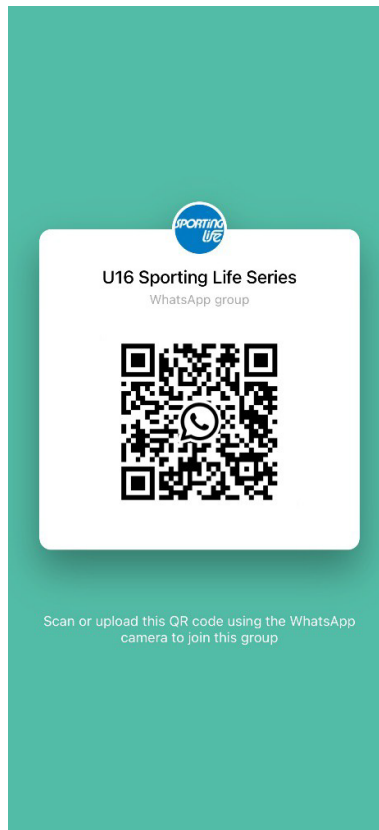 SPORTING
LIFE
U16 Sporting Life Series
WhatsApp group
Scan or upload this QR code using the WhatsApp
camera to join this group